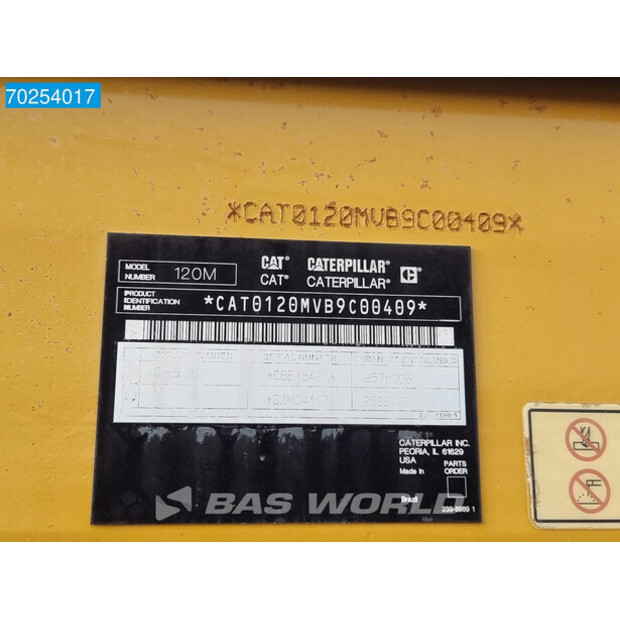 70254017
*CAT0120MVB9C00409*
MODEL NUMBER 120M
CAT® CATERPILLAR®
CAT® CATERPILLAR®
PRODUCT
IDENTIFICATION
NUMBER
*CAT0120MVB9C00409*
SERIAL NUMBER
CATERPILLAR INC.
PEORIA, IL 61629
USA
Made in
PARTS
ORDER
Brazil
BAS WORLD